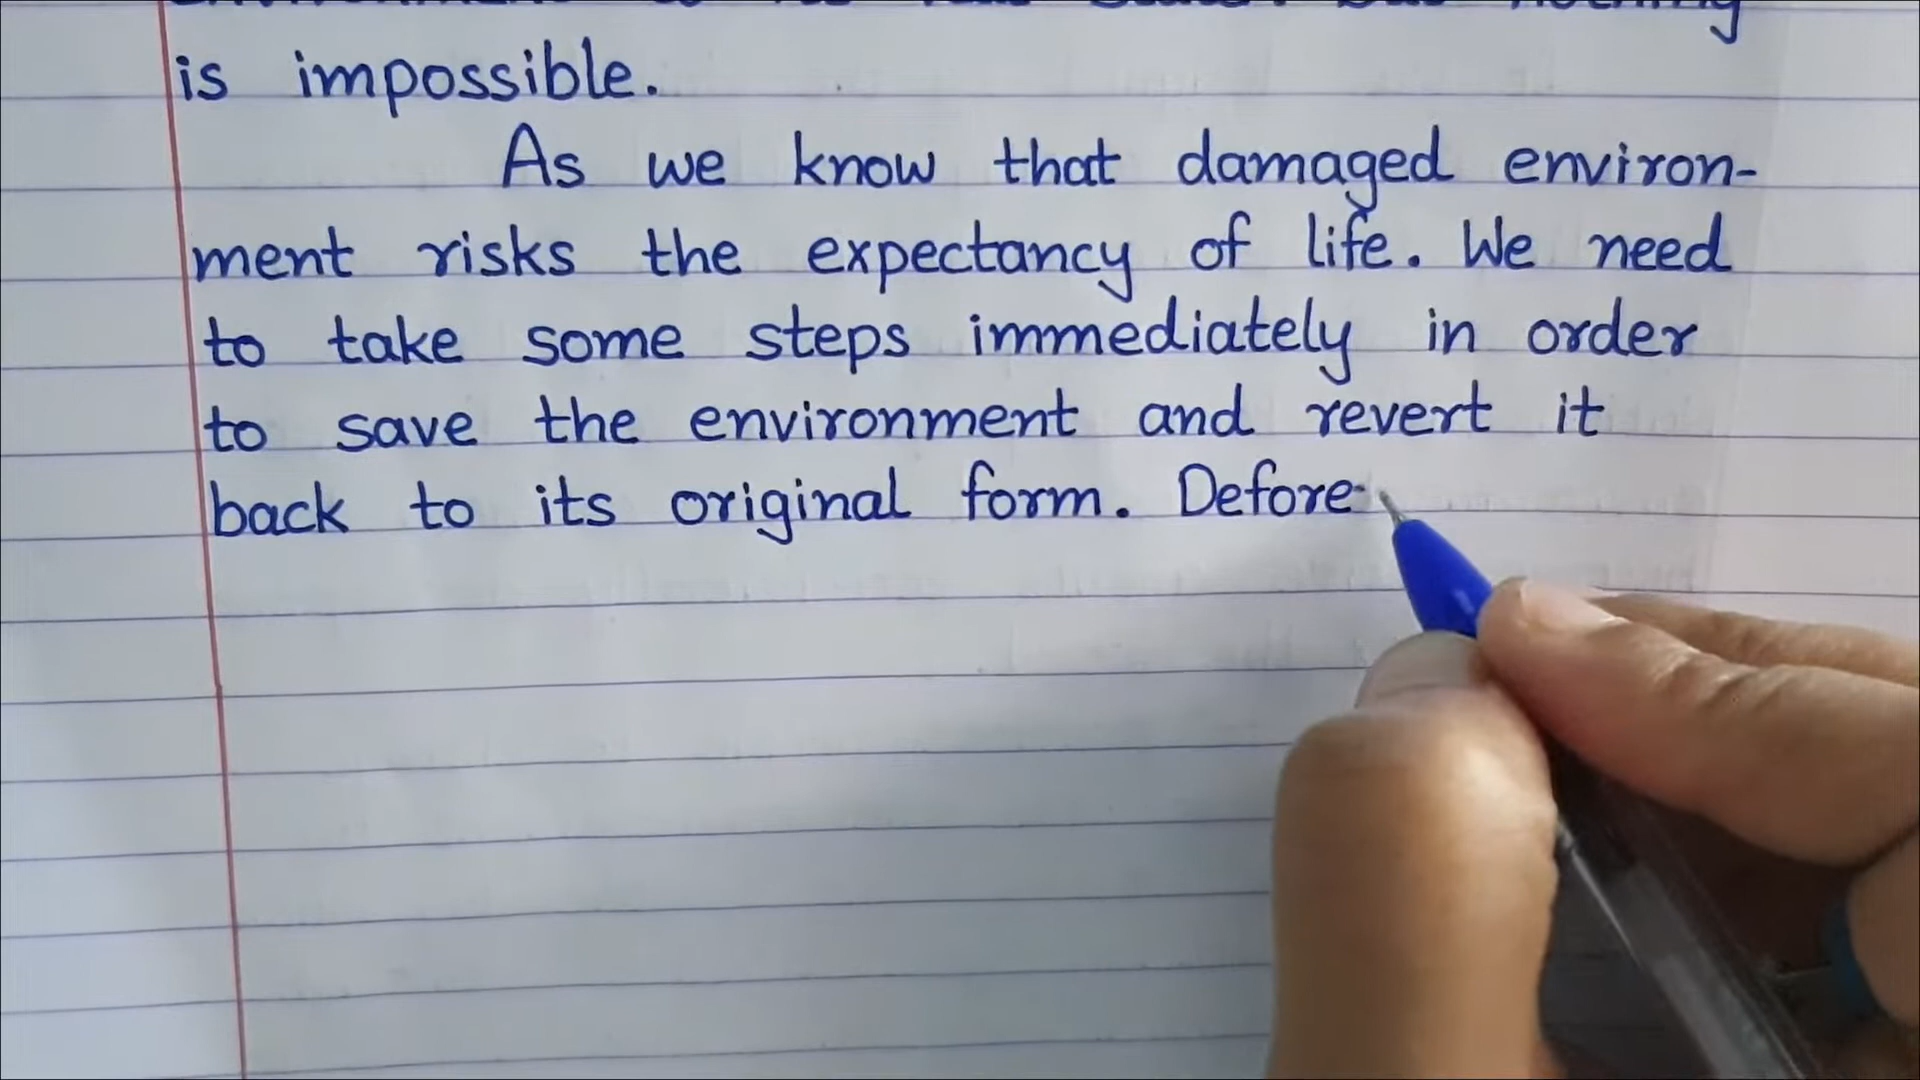 is impossible.
As we know that damaged environ-
ment risks the expectancy of life. We need
to take some steps immediately in order
to save the environment and revert it
back to its original form. Defore